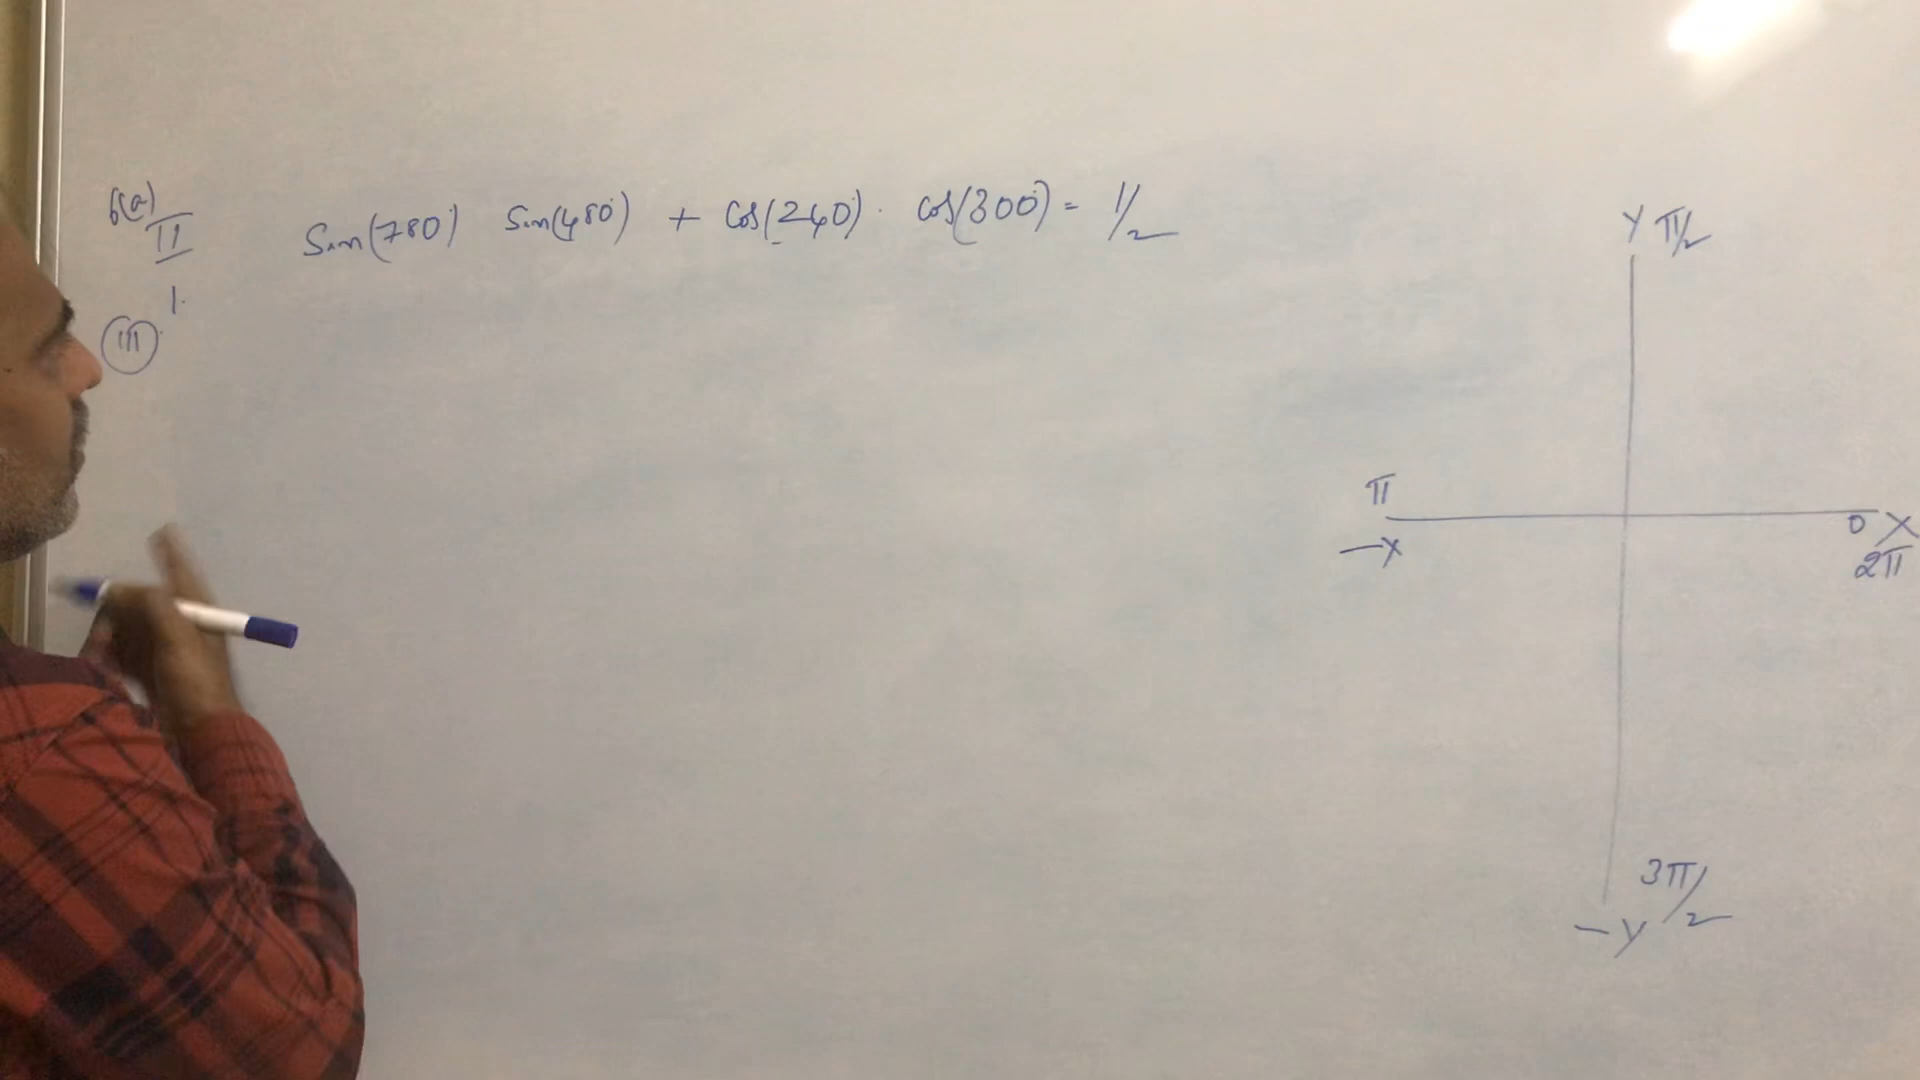 6(a)
II
sin(780°) sin(480°) + cos(240°) · cos(300°) = 1/2
1.
III.
Y π/2
π
-X
0 X
2π
3π/2
-Y